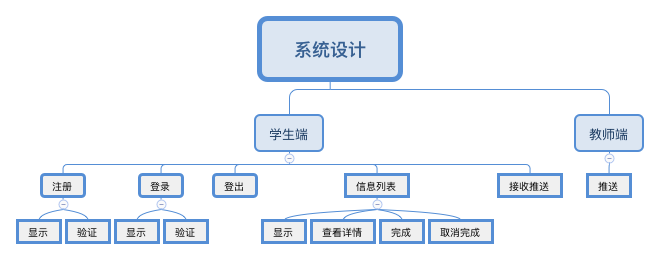 系统设计
学生端
教师端
注册
登录
登出
信息列表
接收推送
推送
显示
验证
显示
验证
显示
查看详情
完成
取消完成